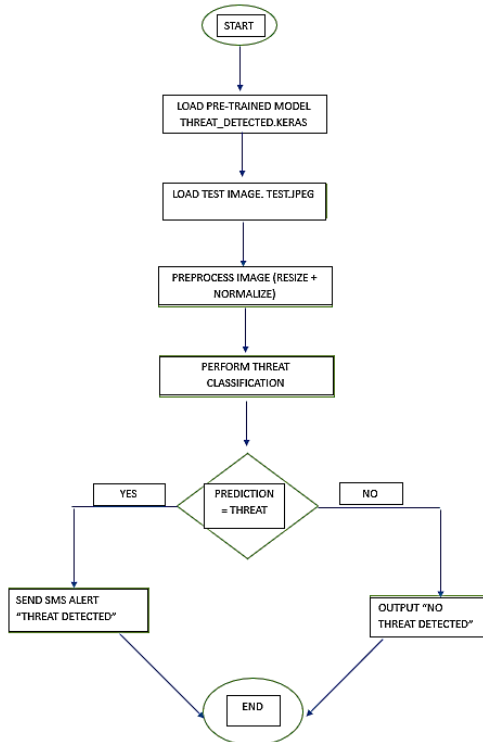 START
LOAD PRE-TRAINED MODEL
THREAT_DETECTED.KERAS
LOAD TEST IMAGE. TEST.JPEG
PREPROCESS IMAGE (RESIZE +
NORMALIZE)
PERFORM THREAT
CLASSIFICATION
YES
PREDICTION
= THREAT
NO
SEND SMS ALERT
“THREAT DETECTED”
OUTPUT “NO
THREAT DETECTED”
END